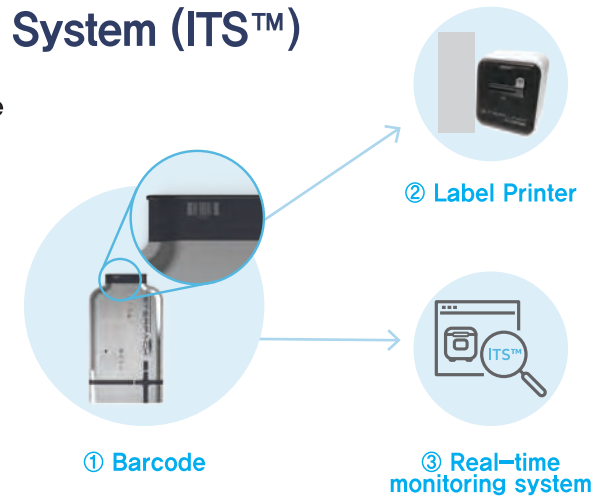 System (ITS™)
e
② Label Printer
ITS™
① Barcode
③ Real-time
monitoring system